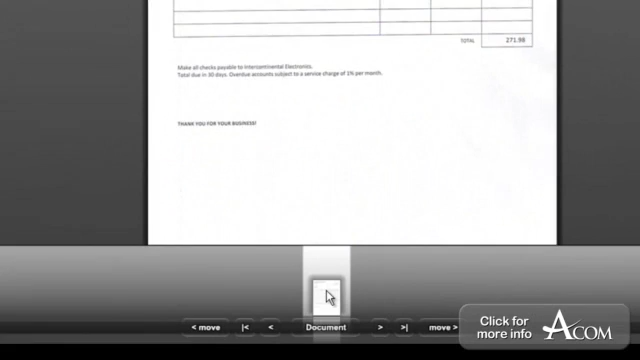 TOTAL 271.98
Make all checks payable to Intercontinental Electronics.
Total due in 30 days. Overdue accounts subject to a service charge of 1% per month.
THANK YOU FOR YOUR BUSINESS!
< move |< < Document > >| move >
Click for
more info
ACOM